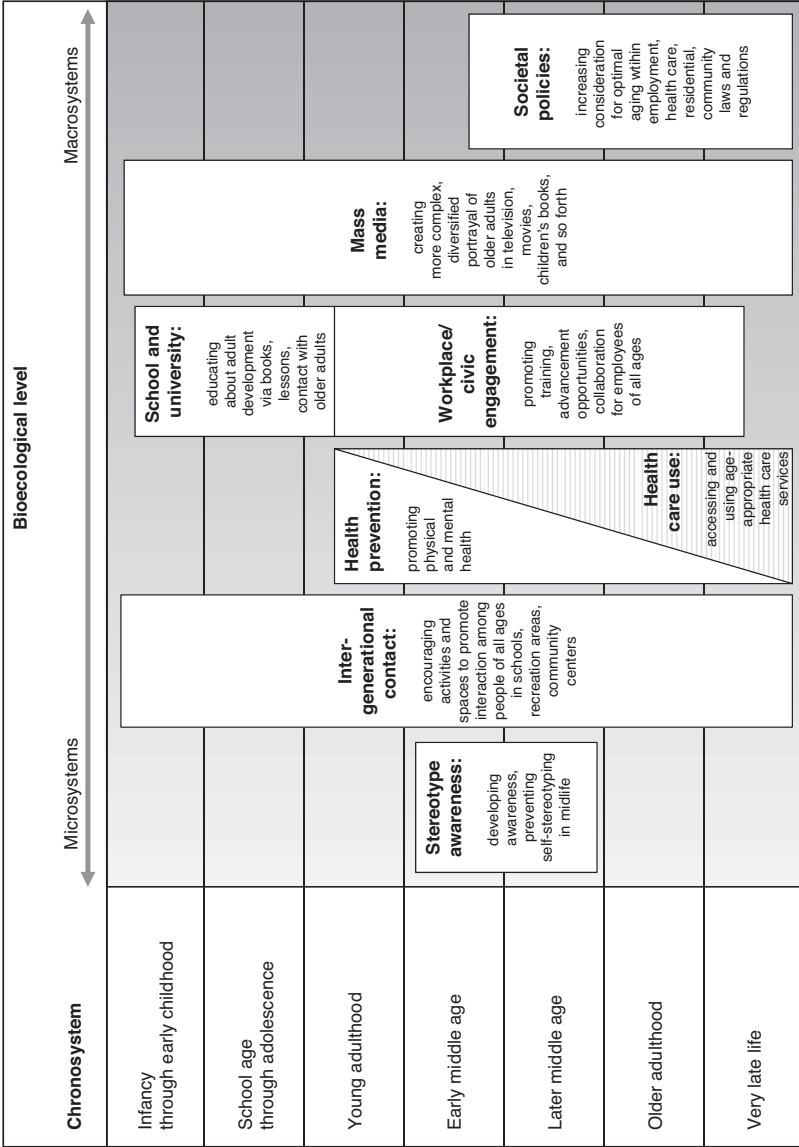 Bioecological level
Chronosystem
Microsystems
Macrosystems
Infancy
through early childhood
School age
through adolescence
Young adulthood
Early middle age
Later middle age
Older adulthood
Very late life
Stereotype
awareness:
developing
awareness,
preventing
self-stereotyping
in midlife
Inter-
generational
contact:
encouraging
activities and
spaces to promote
interaction among
people of all ages
in schools,
recreation areas,
community
centers
Health
prevention:
promoting
physical
and mental
health
Health
care use:
accessing and
using age-
appropriate
health care
services
School and
university:
educating
about adult
development
via books,
lessons,
contact with
older adults
Workplace/
civic
engagement:
promoting
training,
advancement
opportunities,
collaboration
for employees
of all ages
Mass
media:
creating
more complex,
diversified
portrayal of
older adults
in television,
movies,
children's books,
and so forth
Societal
policies:
increasing
consideration
for optimal
aging wtihin
employment,
health care,
residential,
community
laws and
regulations